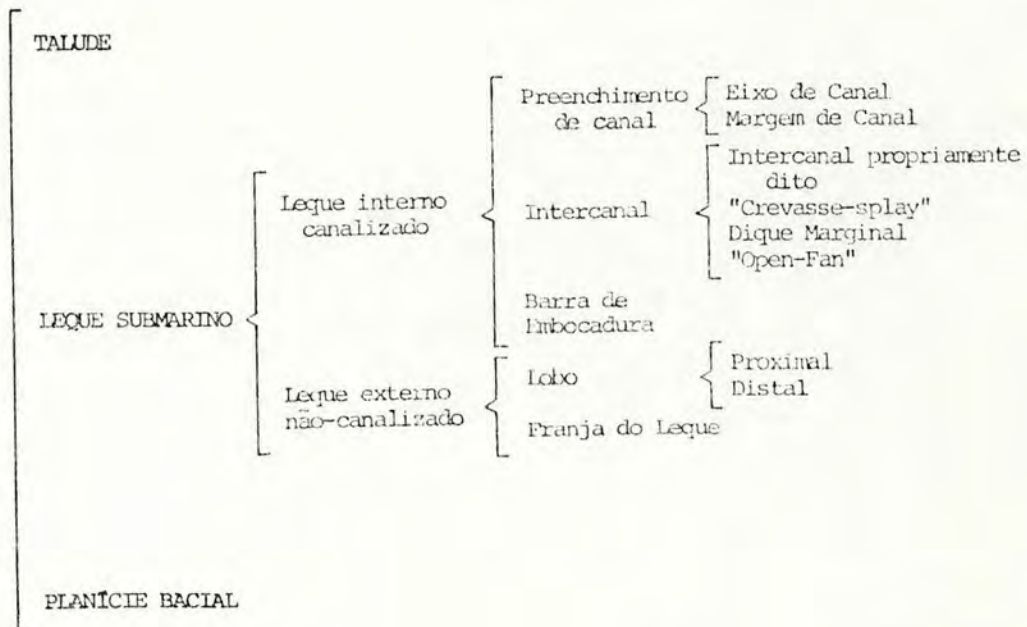 TALUDE
LEQUE SUBMARINO
Leque interno
canalizado
Preenchimento
de canal
Eixo de Canal
Margem de Canal
Intercanal
Intercanal propriamente
dito
"Crevasse-splay"
Dique Marginal
"Open-Fan"
Barra de
Embocadura
Leque externo
não-canalizado
Lobo
Proximal
Distal
Franja do Leque
PLANÍCIE BACIAL